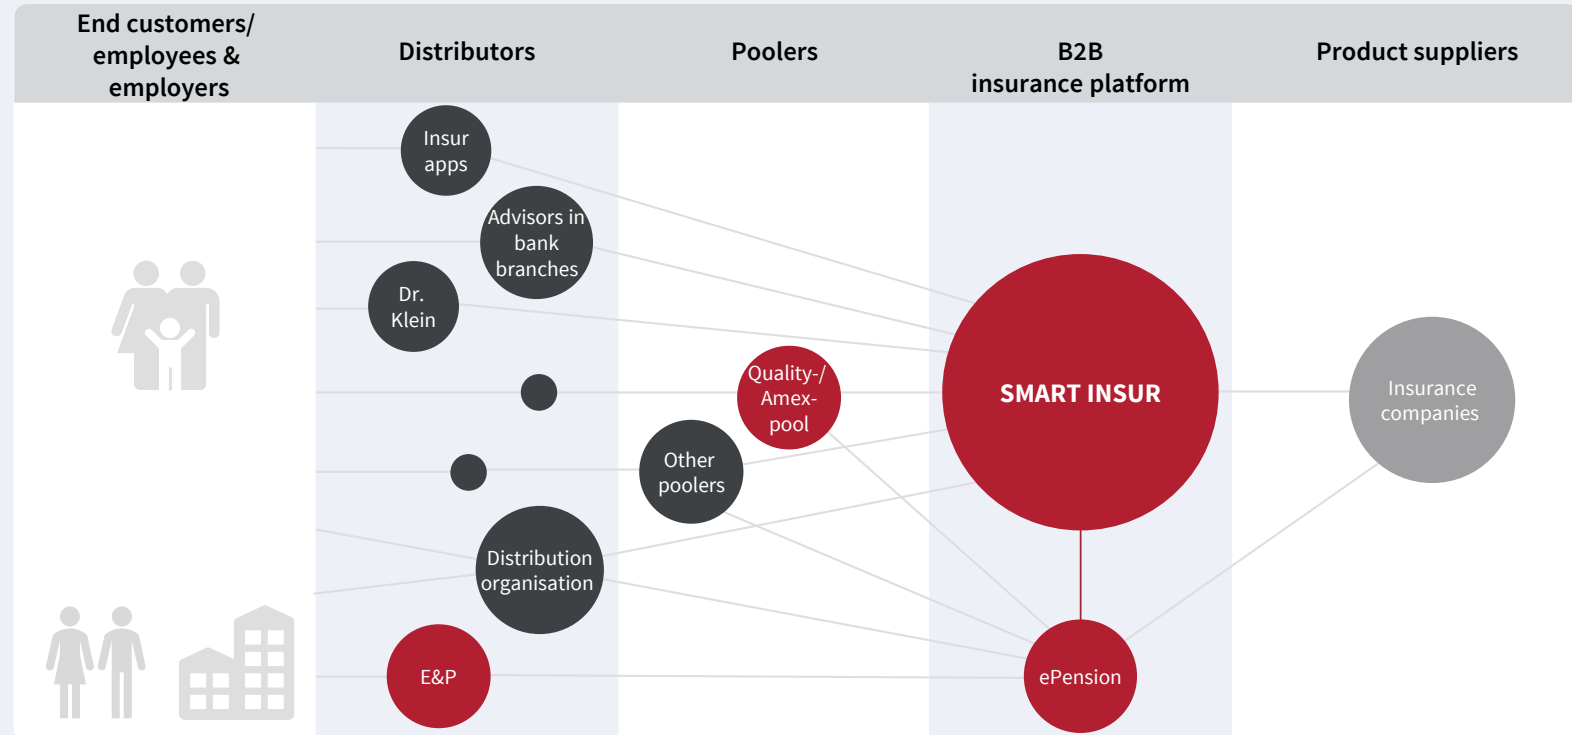 End customers/
employees &
employers
Distributors
Poolers
B2B
insurance platform
Product suppliers
Insur
apps
Advisors in
bank
branches
Dr.
Klein
Quality-/
Amex-
pool
SMART INSUR
Insurance
companies
Other
poolers
Distribution
organisation
E&P
ePension